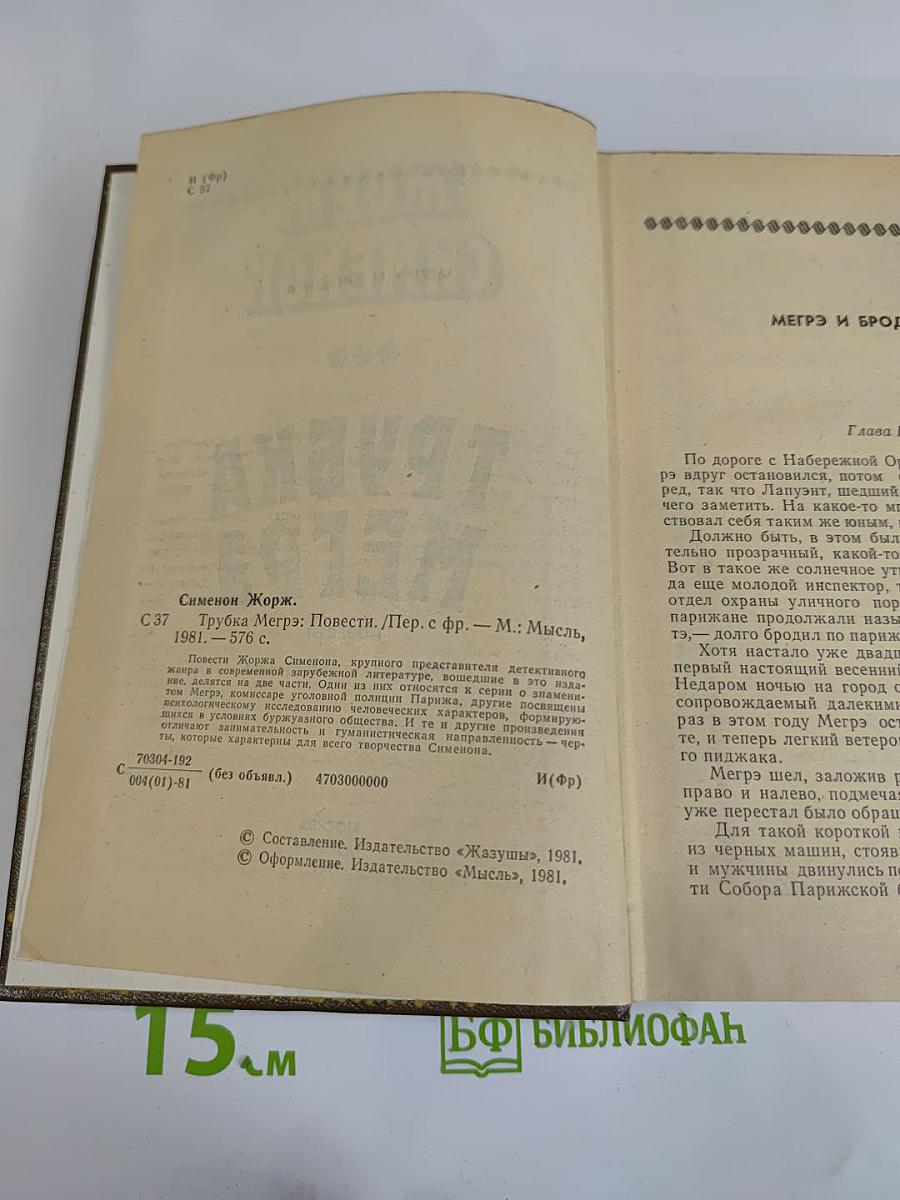 И (Фр)
С 37
Сименон Жорж.
С 37 Трубка Мегрэ: Повести. /Пер. с фр. — М.: Мысль,
1981. — 576 с.
Повести Жоржа Сименона, крупного представителя детективного
жанра в современной зарубежной литературе, вошедшие в это изда-
ние, делятся на две части. Одни из них относятся к серии о знамени-
том Мегрэ, комиссаре уголовной полиции Парижа, другие посвящены
психологическому исследованию человеческих характеров, формирую-
щихся в условиях буржуазного общества. И те и другие произведения
отличают занимательность и гуманистическая направленность — чер-
ты, которые характерны для всего творчества Сименона.
С 70304-192
004(01)-81 (без объявл.) 4703000000 И(Фр)
© Составление. Издательство «Жазушы», 1981.
© Оформление. Издательство «Мысль», 1981.
МЕГРЭ И БРОД
Глава
По дороге с Набережной Ор
рэ вдруг остановился, потом
ред, так что Лапуэнт, шедший
чего заметить. На какое-то мг
ствовал себя таким же юным,
Должно быть, в этом был
тельно прозрачный, какой-то
Вот в такое же солнечное ут
да еще молодой инспектор, т
отдел охраны уличного пор
парижане продолжали назы
тэ,— долго бродил по париж
Хотя настало уже двадц
первый настоящий весенний
Недаром ночью на город о
сопровождаемый далекими
раз в этом году Мегрэ ост
те, и теперь легкий ветеро
го пиджака.
Мегрэ шел, заложив р
право и налево, подмеча
уже перестал было обращ
Для такой короткой
из черных машин, стояв
и мужчины двинулись по
ти Собора Парижской б
15 см
БФ БИБЛИОФАН